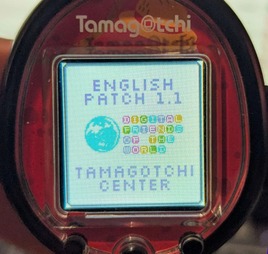 Tamagotchi
ENGLISH
PATCH 1.1
DIGITAL
FRIENDS
OF THE
WORLD
TAMAGOTCHI
CENTER